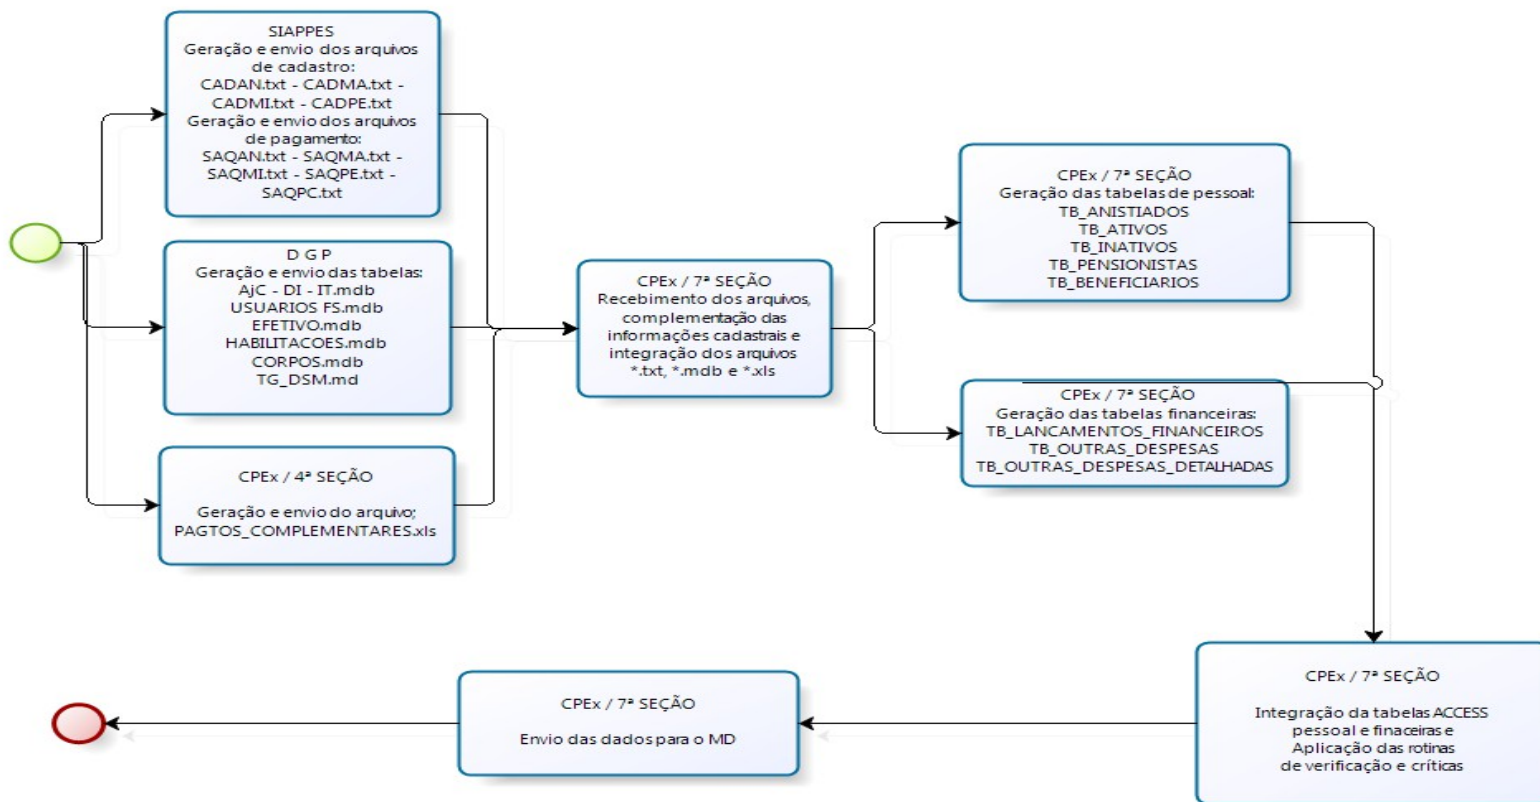 SIAPPES
Geração e envio dos arquivos
de cadastro:
CADAN.txt - CADMA.txt -
CADMI.txt - CADPE.txt
Geração e envio dos arquivos
de pagamento:
SAQAN.txt - SAQMA.txt -
SAQMI.txt - SAQPE.txt -
SAQPC.txt
D G P
Geração e envio das tabelas:
AjC - DI - IT.mdb
USUARIOS FS.mdb
EFETIVO.mdb
HABILITACOES.mdb
CORPOS.mdb
TG_DSM.md
CPEx / 4ª SEÇÃO
Geração e envio do arquivo;
PAGTOS_COMPLEMENTARES.xls
CPEx / 7ª SEÇÃO
Recebimento dos arquivos,
complementação das
informações cadastrais e
integração dos arquivos
*.txt, *.mdb e *.xls
CPEx / 7ª SEÇÃO
Geração das tabelas de pessoal:
TB_ANISTIADOS
TB_ATIVOS
TB_INATIVOS
TB_PENSIONISTAS
TB_BENEFICIARIOS
CPEx / 7ª SEÇÃO
Geração das tabelas financeiras:
TB_LANCAMENTOS_FINANCEIROS
TB_OUTRAS_DESPESAS
TB_OUTRAS_DESPESAS_DETALHADAS
CPEx / 7ª SEÇÃO
Integração da tabelas ACCESS
pessoal e finaceiras e
Aplicação das rotinas
de verificação e críticas
CPEx / 7ª SEÇÃO
Envio das dados para o MD